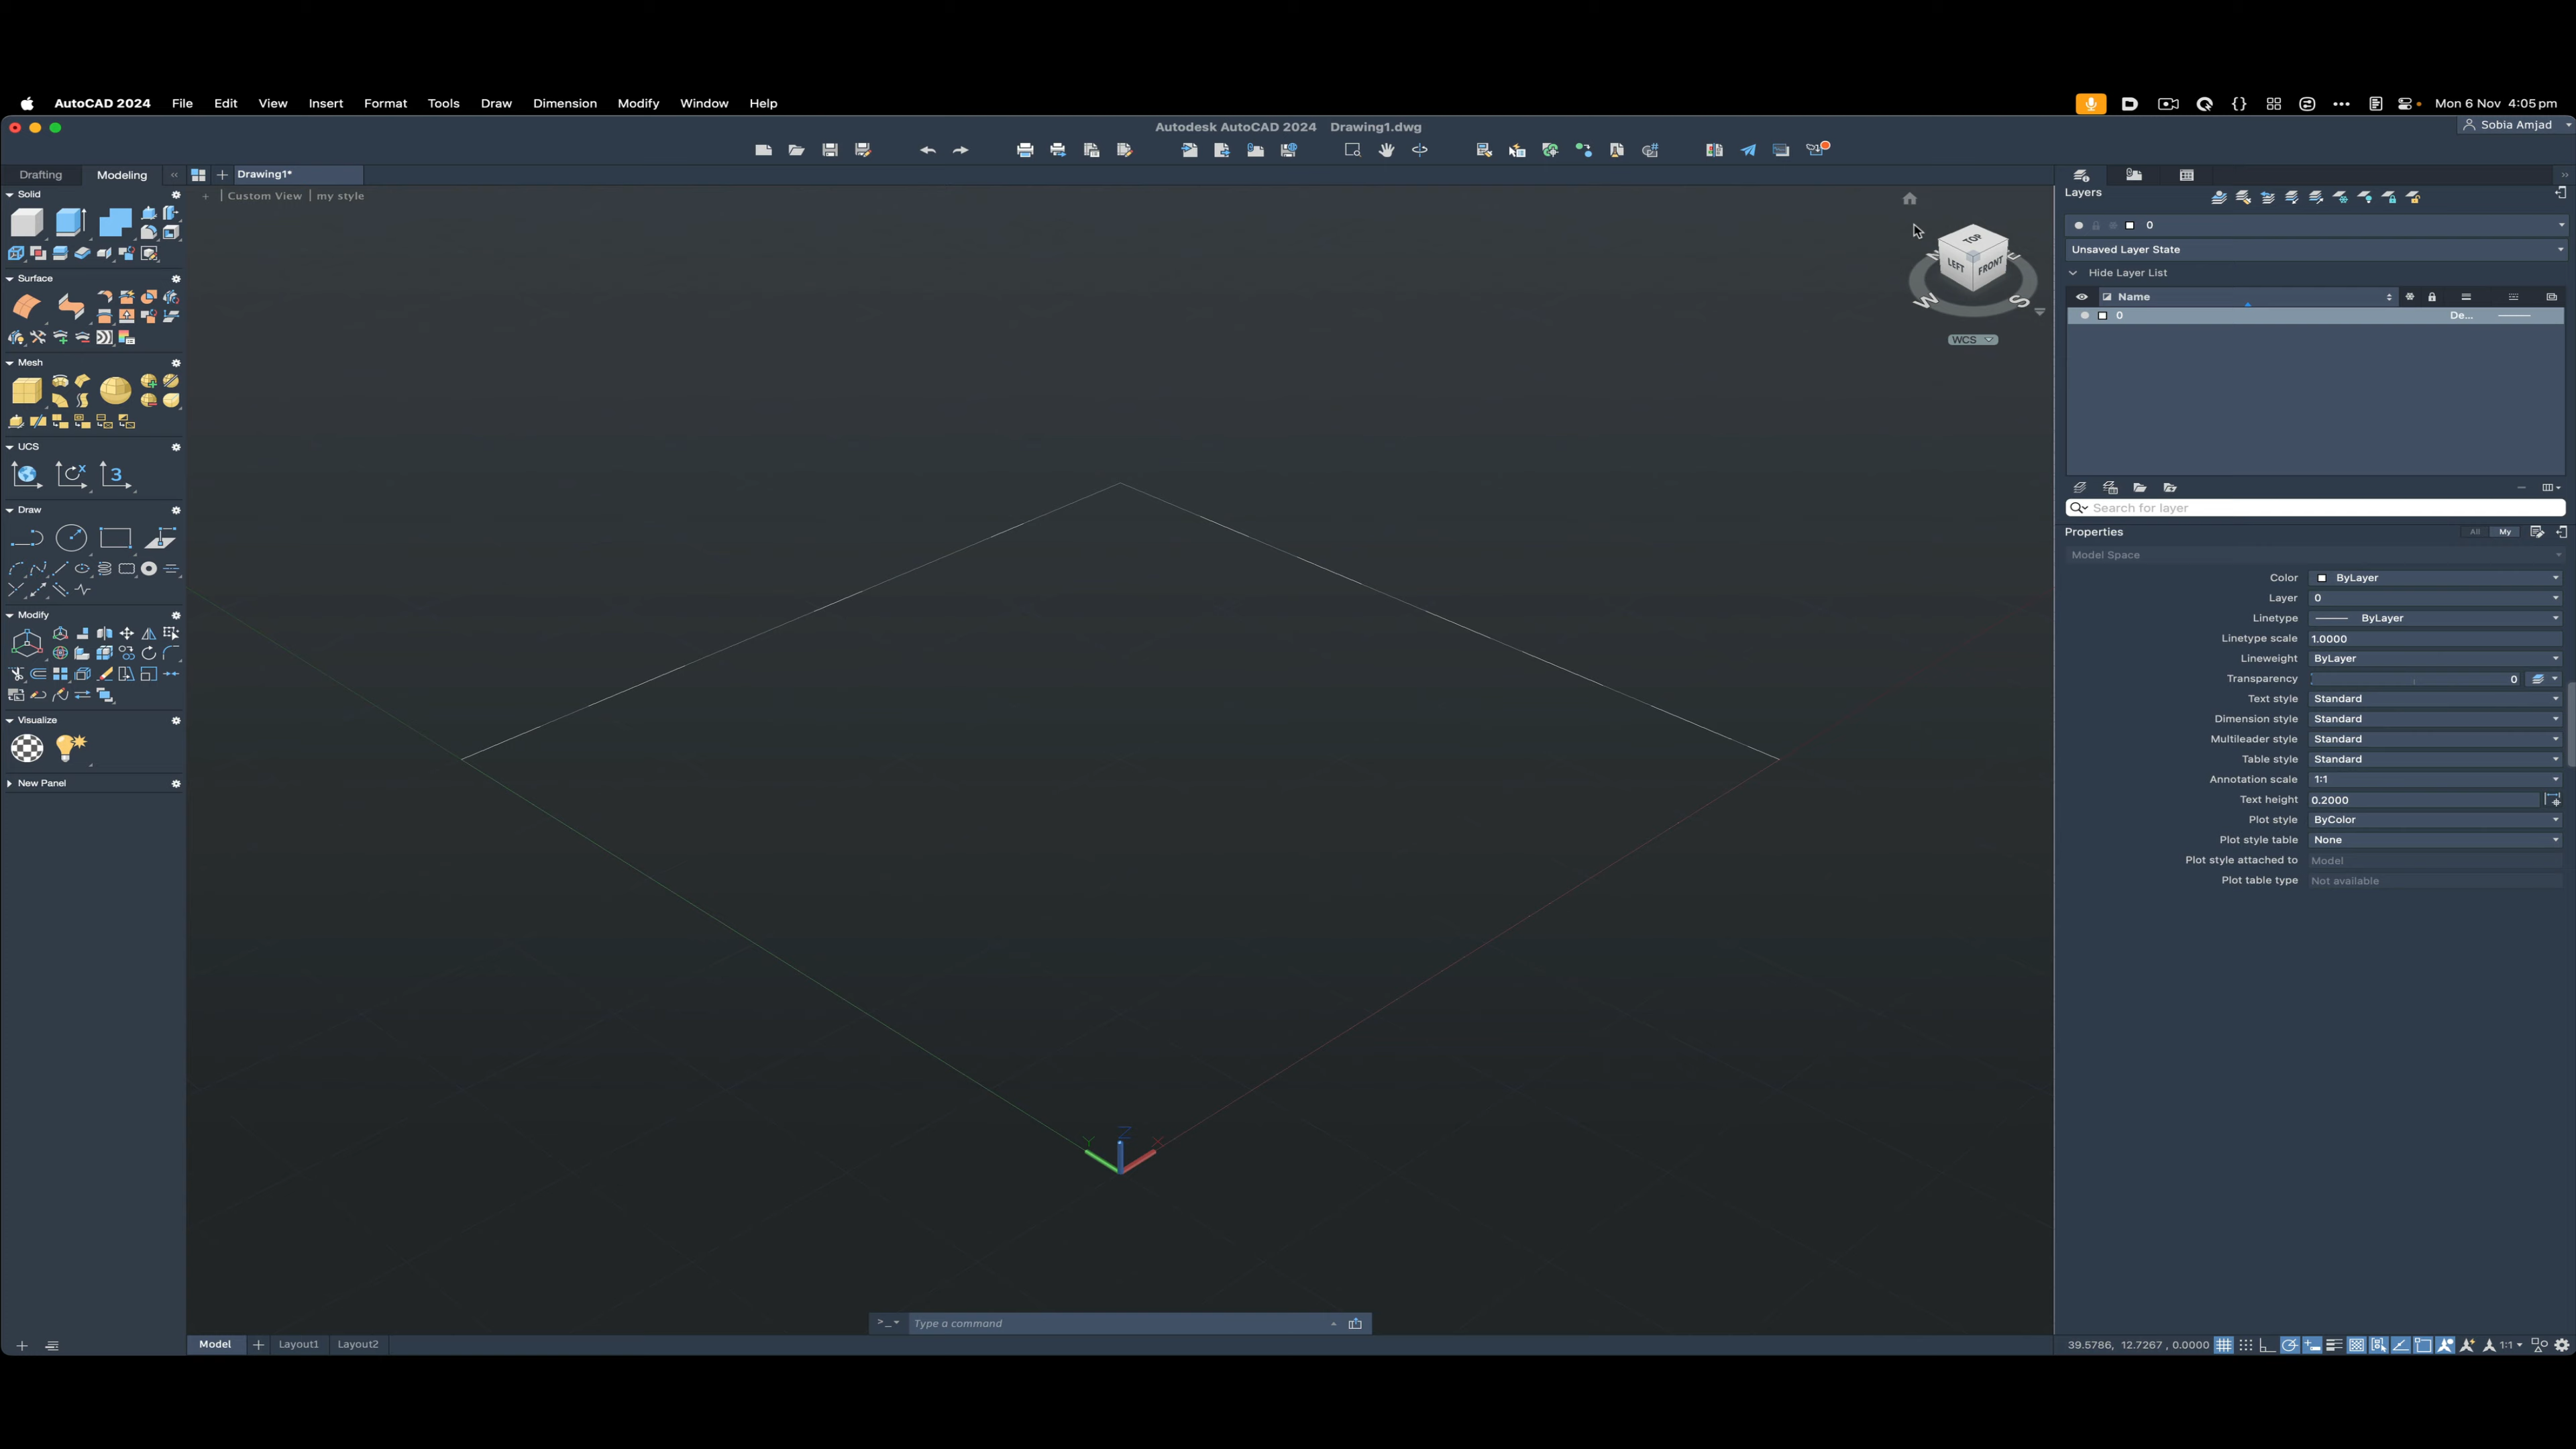 AutoCAD 2024 File Edit View Insert Format Tools Draw Dimension Modify Window Help Mon 6 Nov 4:05 pm
Autodesk AutoCAD 2024 Drawing1.dwg Sobia Amjad
Drafting Modeling Drawing1*
+ | Custom View | my style
Solid
Surface
Mesh
UCS
3
Draw
Modify
Visualize
New Panel
TOP
LEFT FRONT
W S
WCS
Layers
0
Unsaved Layer State
Hide Layer List
Name
0 De...
Search for layer
Properties All My
Model Space
Color ByLayer
Layer 0
Linetype ByLayer
Linetype scale 1.0000
Lineweight ByLayer
Transparency 0
Text style Standard
Dimension style Standard
Multileader style Standard
Table style Standard
Annotation scale 1:1
Text height 0.2000
Plot style ByColor
Plot style table None
Plot style attached to Model
Plot table type Not available
Y Z X
>_ Type a command
Model Layout1 Layout2
39.5786, 12.7267 , 0.0000 1:1